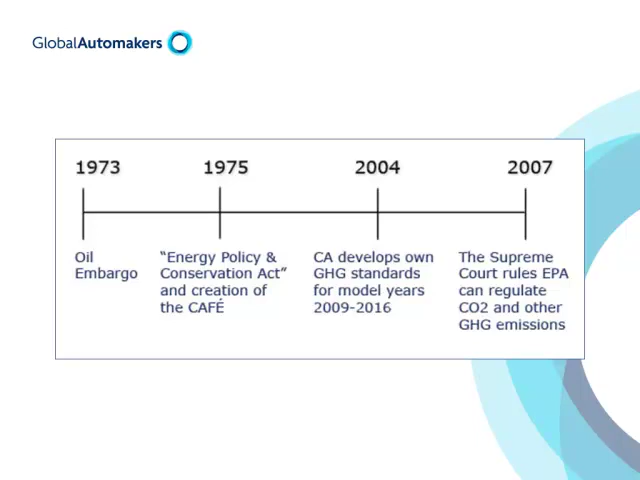 GlobalAutomakers
1973
1975
2004
2007
Oil
Embargo
“Energy Policy &
Conservation Act”
and creation of
the CAFÉ
CA develops own
GHG standards
for model years
2009-2016
The Supreme
Court rules EPA
can regulate
CO2 and other
GHG emissions